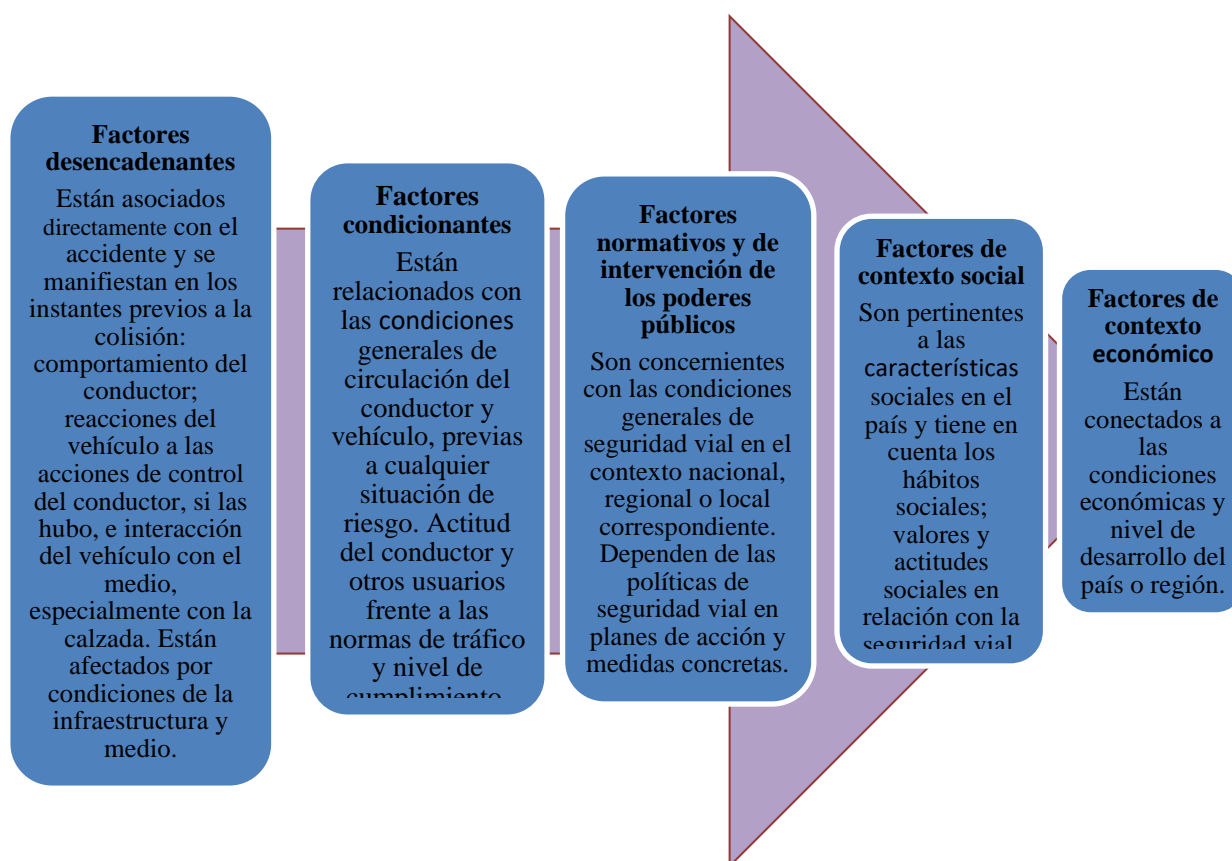 Factores
desencadenantes
Están asociados
directamente con el
accidente y se
manifiestan en los
instantes previos a la
colisión:
comportamiento del
conductor;
reacciones del
vehículo a las
acciones de control
del conductor, si las
hubo, e interacción
del vehículo con el
medio,
especialmente con la
calzada. Están
afectados por
condiciones de la
infraestructura y
medio.
Factores
condicionantes
Están
relacionados con
las condiciones
generales de
circulación del
conductor y
vehículo, previas
a cualquier
situación de
riesgo. Actitud
del conductor y
otros usuarios
frente a las
normas de tráfico
y nivel de
cumplimiento.
Factores
normativos y de
intervención de
los poderes
públicos
Son concernientes
con las condiciones
generales de
seguridad vial en el
contexto nacional,
regional o local
correspondiente.
Dependen de las
políticas de
seguridad vial en
planes de acción y
medidas concretas.
Factores de
contexto social
Son pertinentes
a las
características
sociales en el
país y tiene en
cuenta los
hábitos
sociales;
valores y
actitudes
sociales en
relación con la
seguridad vial.
Factores de
contexto
económico
Están
conectados a
las
condiciones
económicas y
nivel de
desarrollo del
país o región.